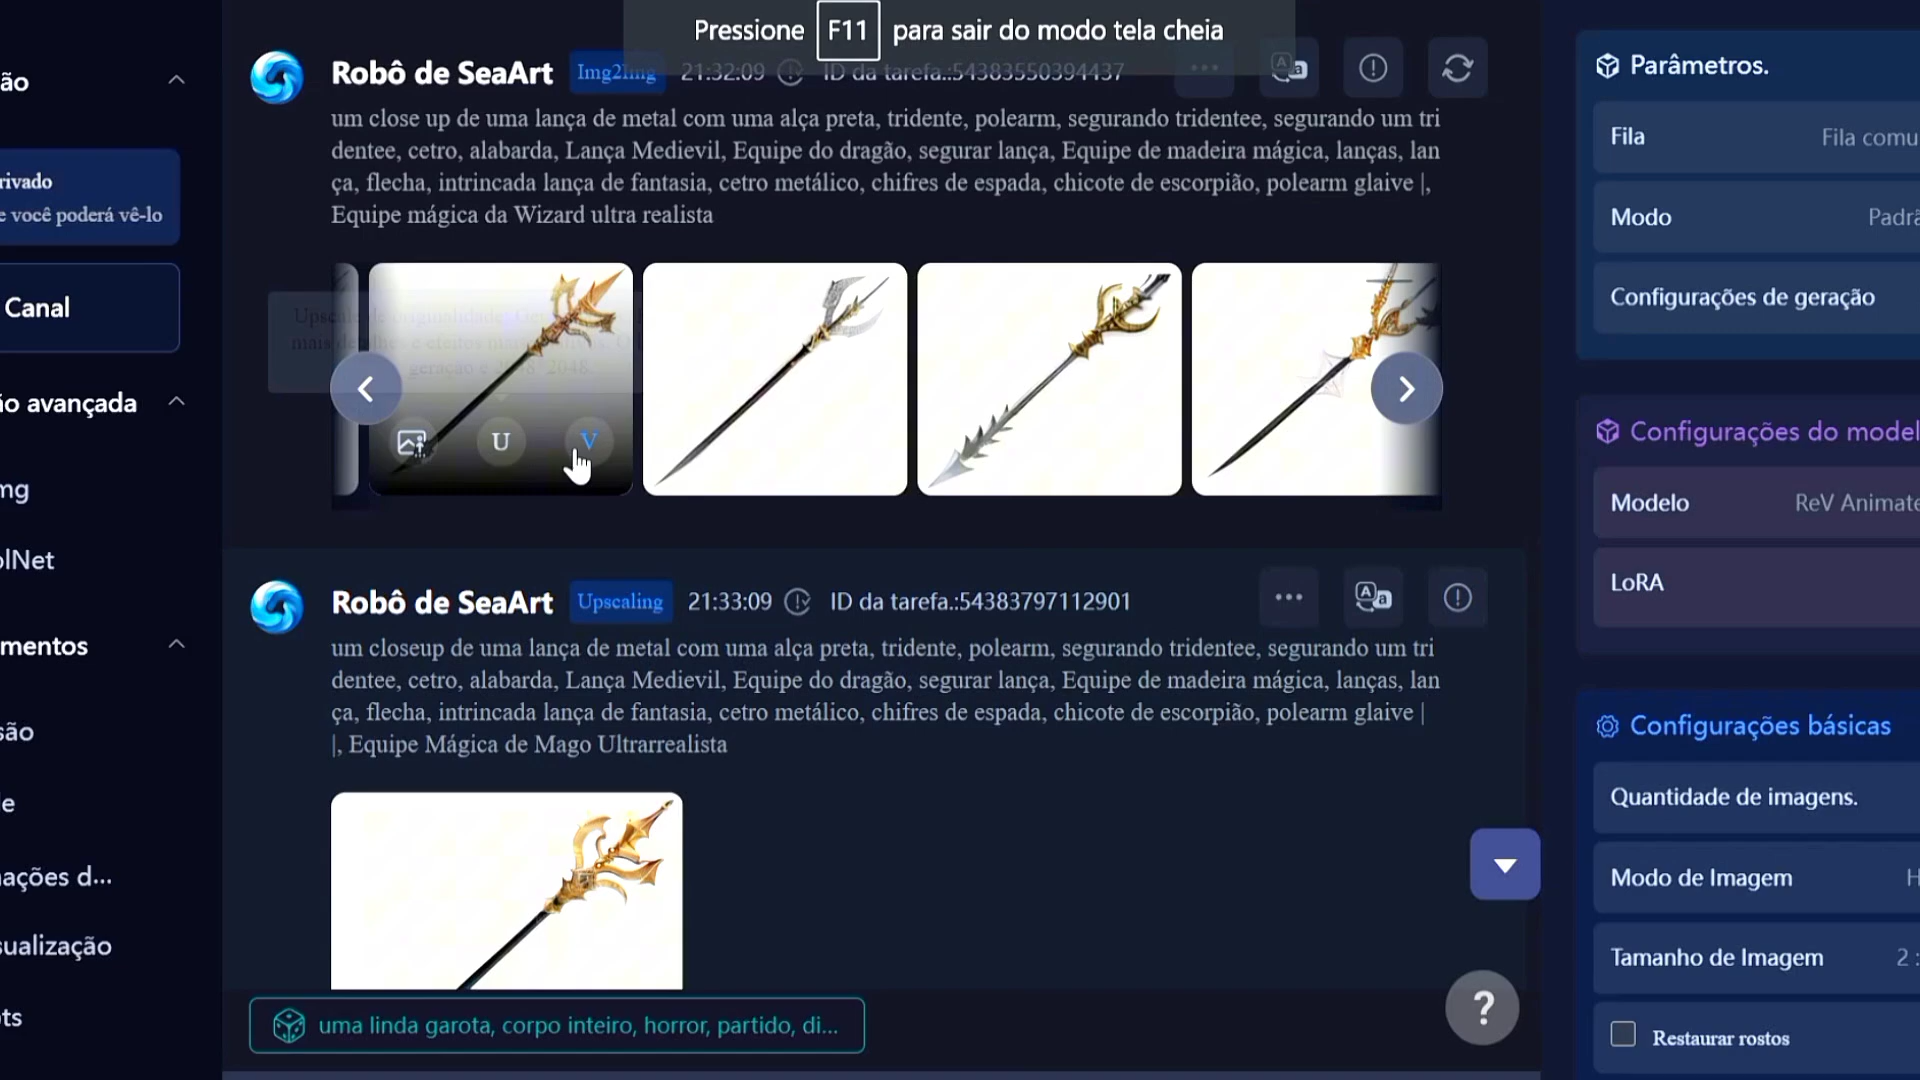 Pressione F11 para sair do modo tela cheia
ão
rivado
e você poderá vê-lo
Canal
ão avançada
mg
olNet
mentos
são
e
ações d...
sualização
ts
Robô de SeaArt Img2Img 21:32:09 ID da tarefa.:54383550394437
um close up de uma lança de metal com uma alça preta, tridente, polearm, segurando tridentee, segurando um tri
dentee, cetro, alabarda, Lança Medievil, Equipe do dragão, segurar lança, Equipe de madeira mágica, lanças, lan
ça, flecha, intrincada lança de fantasia, cetro metálico, chifres de espada, chicote de escorpião, polearm glaive |,
Equipe mágica da Wizard ultra realista
U V
Robô de SeaArt Upscaling 21:33:09 ID da tarefa.:54383797112901
um closeup de uma lança de metal com uma alça preta, tridente, polearm, segurando tridentee, segurando um tri
dentee, cetro, alabarda, Lança Medievil, Equipe do dragão, segurar lança, Equipe de madeira mágica, lanças, lan
ça, flecha, intrincada lança de fantasia, cetro metálico, chifres de espada, chicote de escorpião, polearm glaive |
|, Equipe Mágica de Mago Ultrarrealista
uma linda garota, corpo inteiro, horror, partido, di...
?
Parâmetros.
Fila Fila comu
Modo Padrã
Configurações de geração
Configurações do model
Modelo ReV Animate
LoRA
Configurações básicas
Quantidade de imagens.
Modo de Imagem H
Tamanho de Imagem 2 :
Restaurar rostos